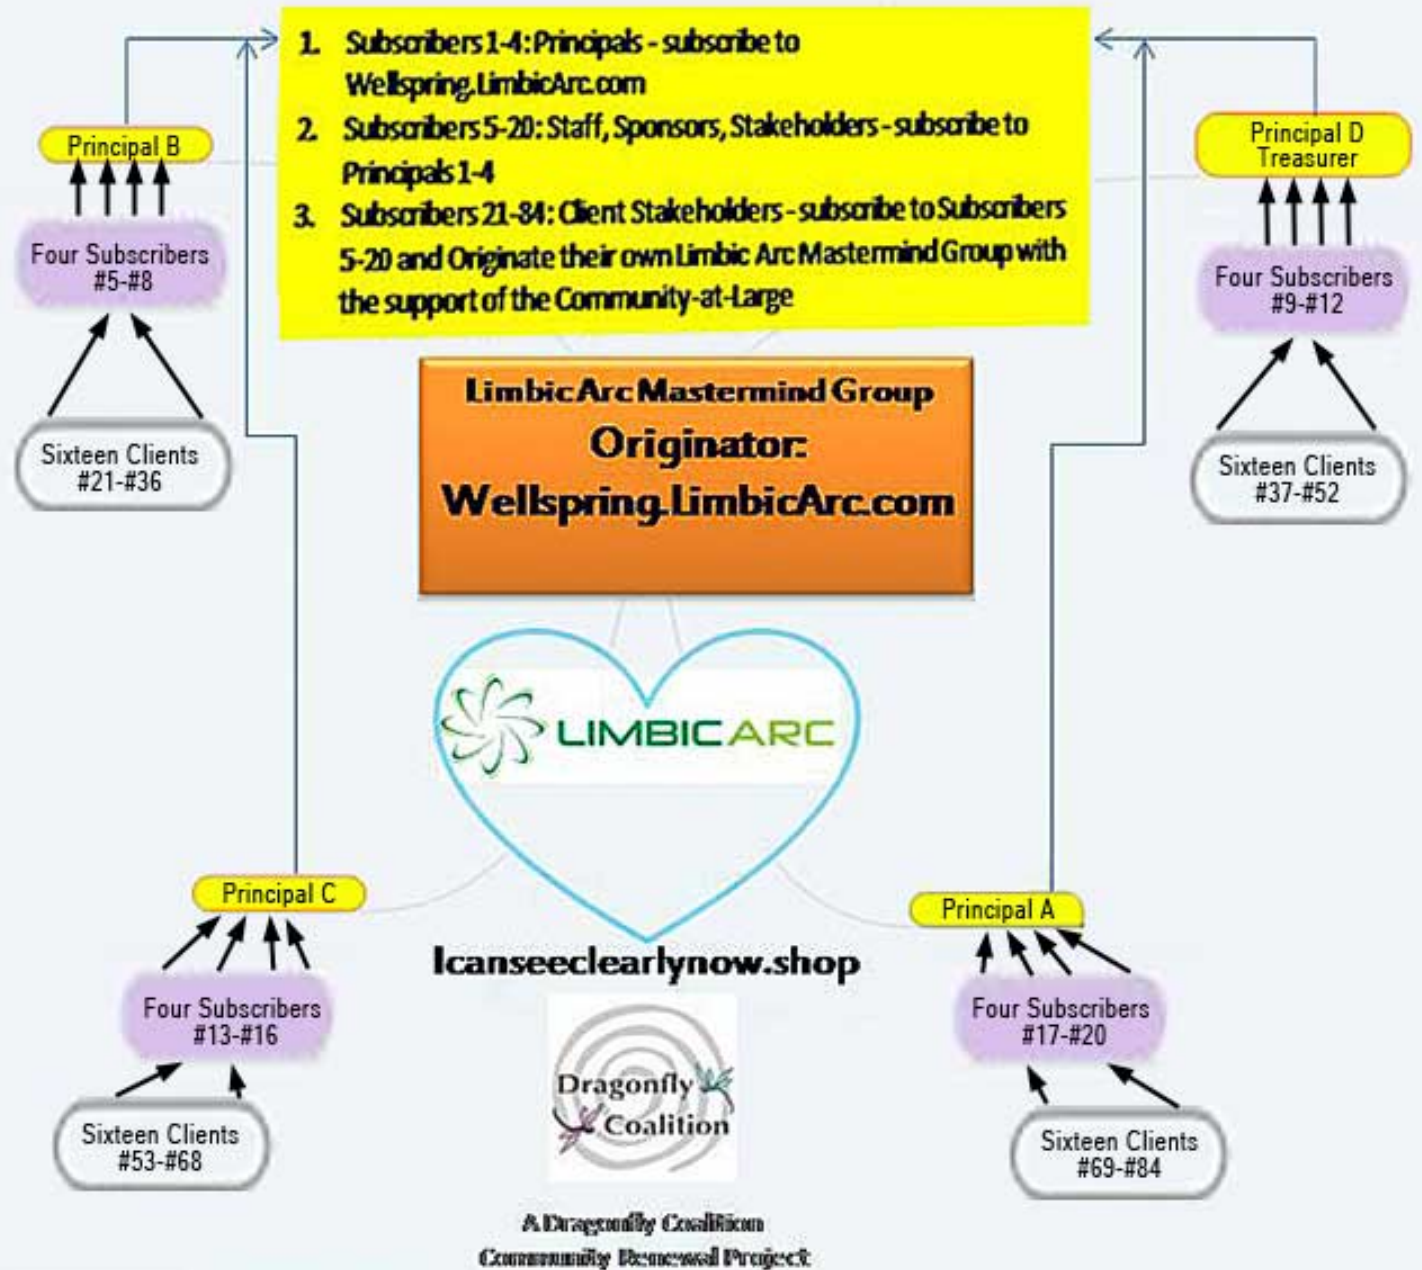 1. Subscribers 1-4: Principals - subscribe to
Wellspring.LimbicArc.com
2. Subscribers 5-20: Staff, Sponsors, Stakeholders - subscribe to
Principals 1-4
3. Subscribers 21-84: Client Stakeholders - subscribe to Subscribers
5-20 and Originate their own Limbic Arc Mastermind Group with
the support of the Community-at-Large
Principal B
Four Subscribers
#5-#8
Sixteen Clients
#21-#36
Principal D
Treasurer
Four Subscribers
#9-#12
Sixteen Clients
#37-#52
Limbic Arc Mastermind Group
Originator:
Wellspring.LimbicArc.com
LIMBIC ARC
Icanseeclearlynow.shop
Principal C
Four Subscribers
#13-#16
Sixteen Clients
#53-#68
Principal A
Four Subscribers
#17-#20
Sixteen Clients
#69-#84
Dragonfly
Coalition
A Dragonfly Coalition
Community Renewal Project